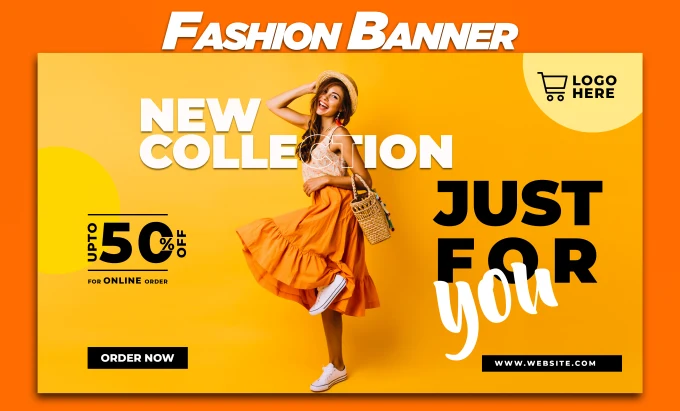 FASHION BANNER
LOGO
HERE
NEW
COLLECTION
JUST
FOR
you
UPTO
50%
OFF
FOR ONLINE ORDER
ORDER NOW
WWW.WEBSITE.COM